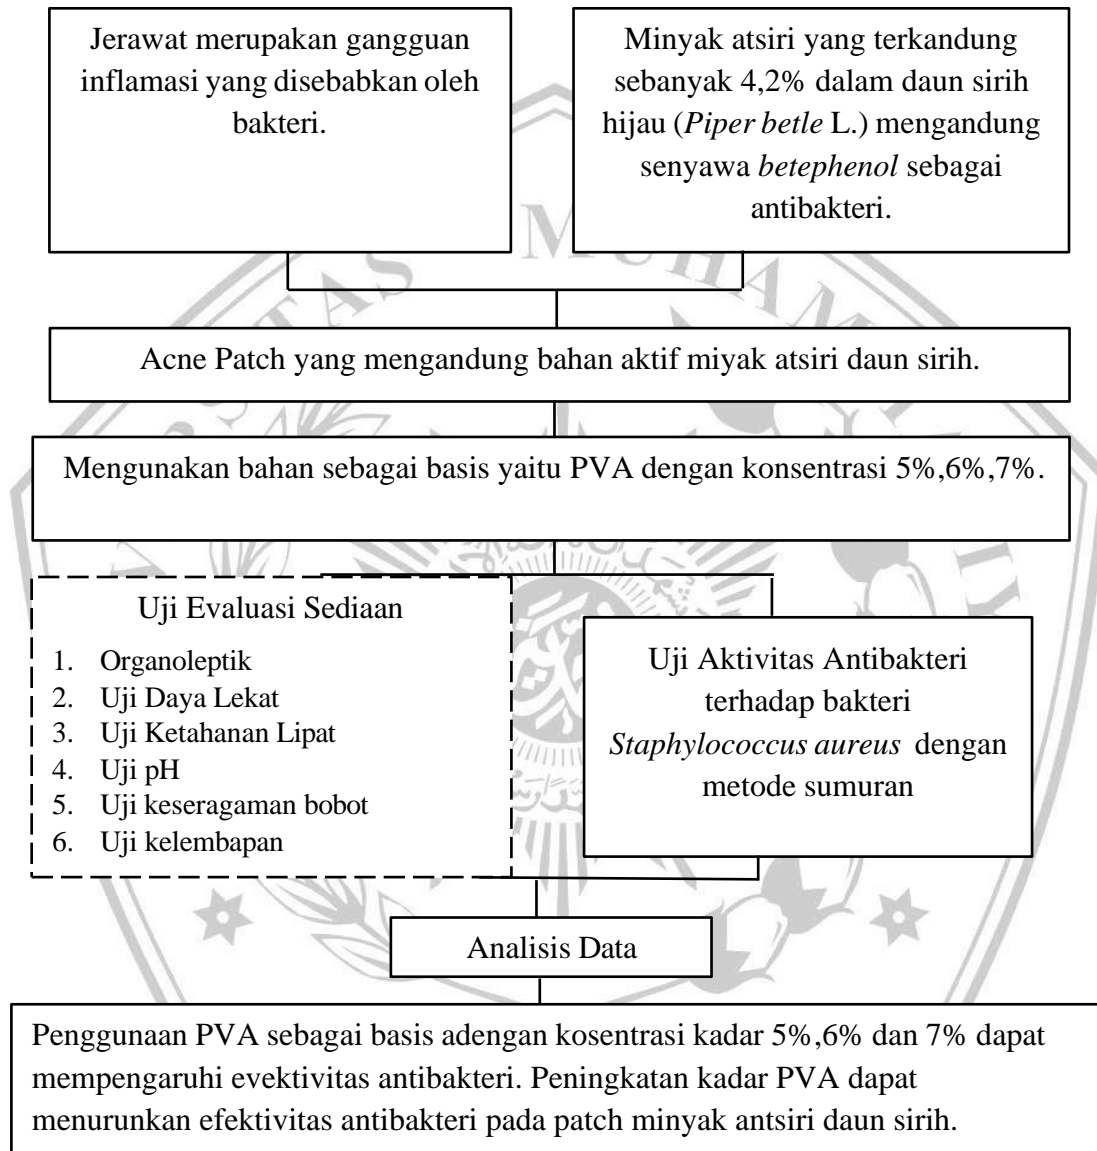 Jerawat merupakan gangguan
inflamasi yang disebabkan oleh
bakteri.
Minyak atsiri yang terkandung
sebanyak 4,2% dalam daun sirih
hijau (Piper betle L.) mengandung
senyawa betephenol sebagai
antibakteri.
Acne Patch yang mengandung bahan aktif miyak atsiri daun sirih.
Mengunakan bahan sebagai basis yaitu PVA dengan konsentrasi 5%,6%,7%.
Uji Evaluasi Sediaan
1. Organoleptik
2. Uji Daya Lekat
3. Uji Ketahanan Lipat
4. Uji pH
5. Uji keseragaman bobot
6. Uji kelembapan
Uji Aktivitas Antibakteri
terhadap bakteri
Staphylococcus aureus dengan
metode sumuran
Analisis Data
Penggunaan PVA sebagai basis adengan kosentrasi kadar 5%,6% dan 7% dapat
mempengaruhi evektivitas antibakteri. Peningkatan kadar PVA dapat
menurunkan efektivitas antibakteri pada patch minyak antsiri daun sirih.